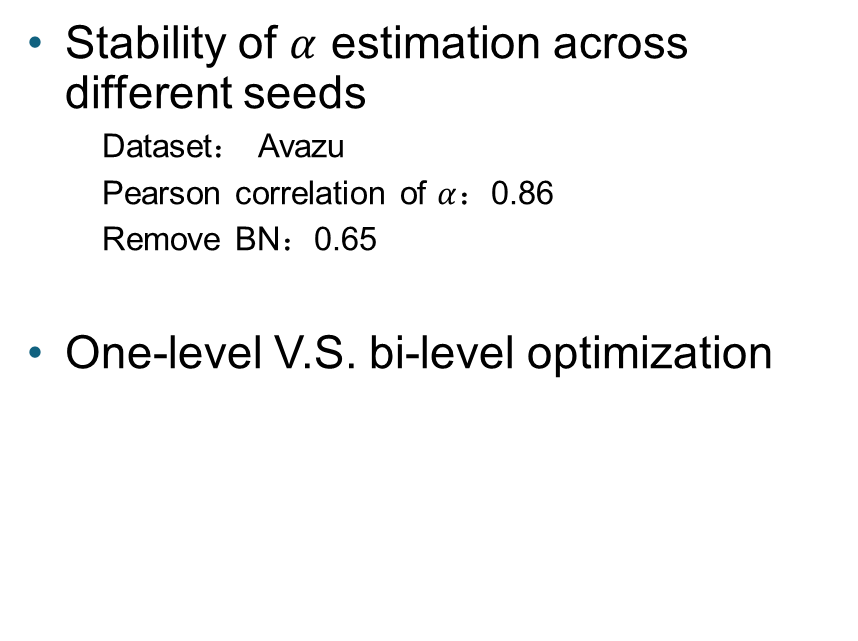 • Stability of 𝛼 estimation across
different seeds
Dataset： Avazu
Pearson correlation of 𝛼：0.86
Remove BN：0.65
• One-level V.S. bi-level optimization